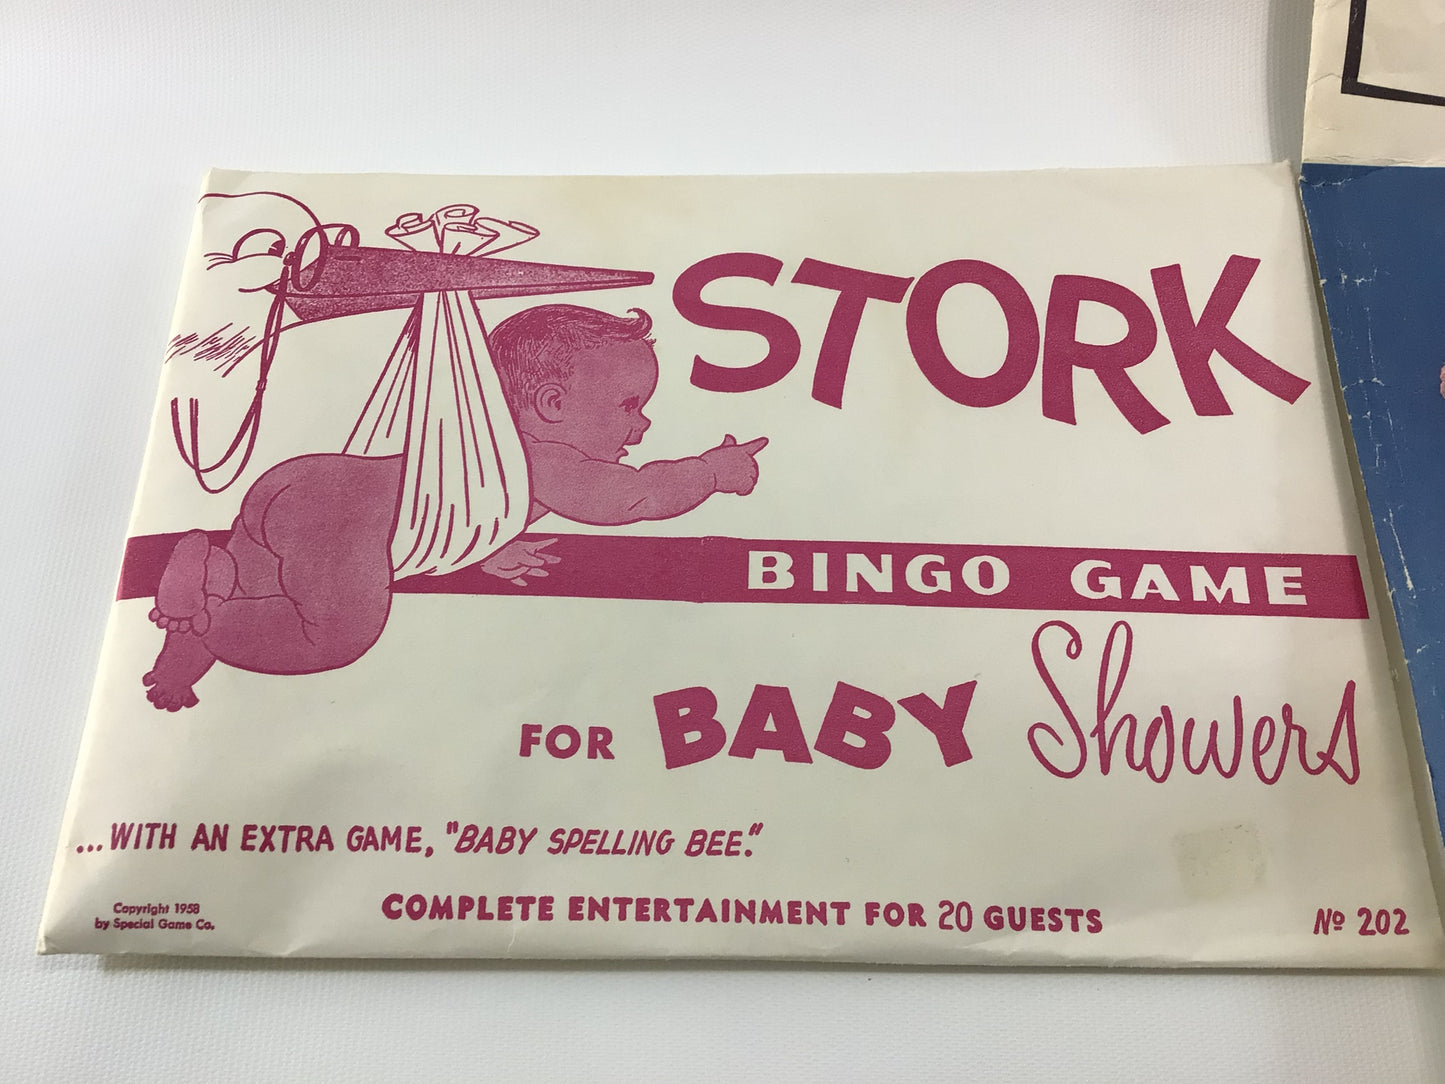 STORK
BINGO GAME
FOR BABY Showers
...WITH AN EXTRA GAME, "BABY SPELLING BEE."
Copyright 1958
by Special Game Co.
COMPLETE ENTERTAINMENT FOR 20 GUESTS
Nº 202